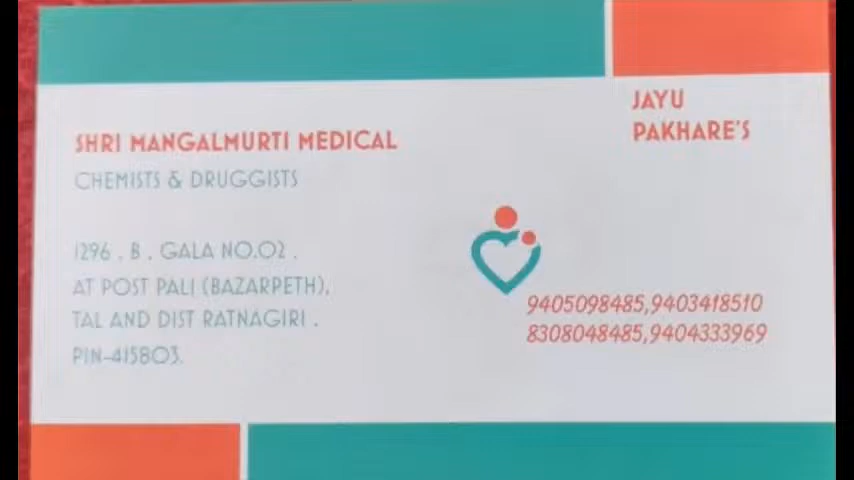 JAYU
PAKHARE'S
SHRI MANGALMURTI MEDICAL
CHEMISTS & DRUGGISTS
1296 . B . GALA NO.02 .
AT POST PALI (BAZARPETH),
TAL AND DIST RATNAGIRI .
PIN-415803.
9405098485,9403418510
8308048485,9404333969